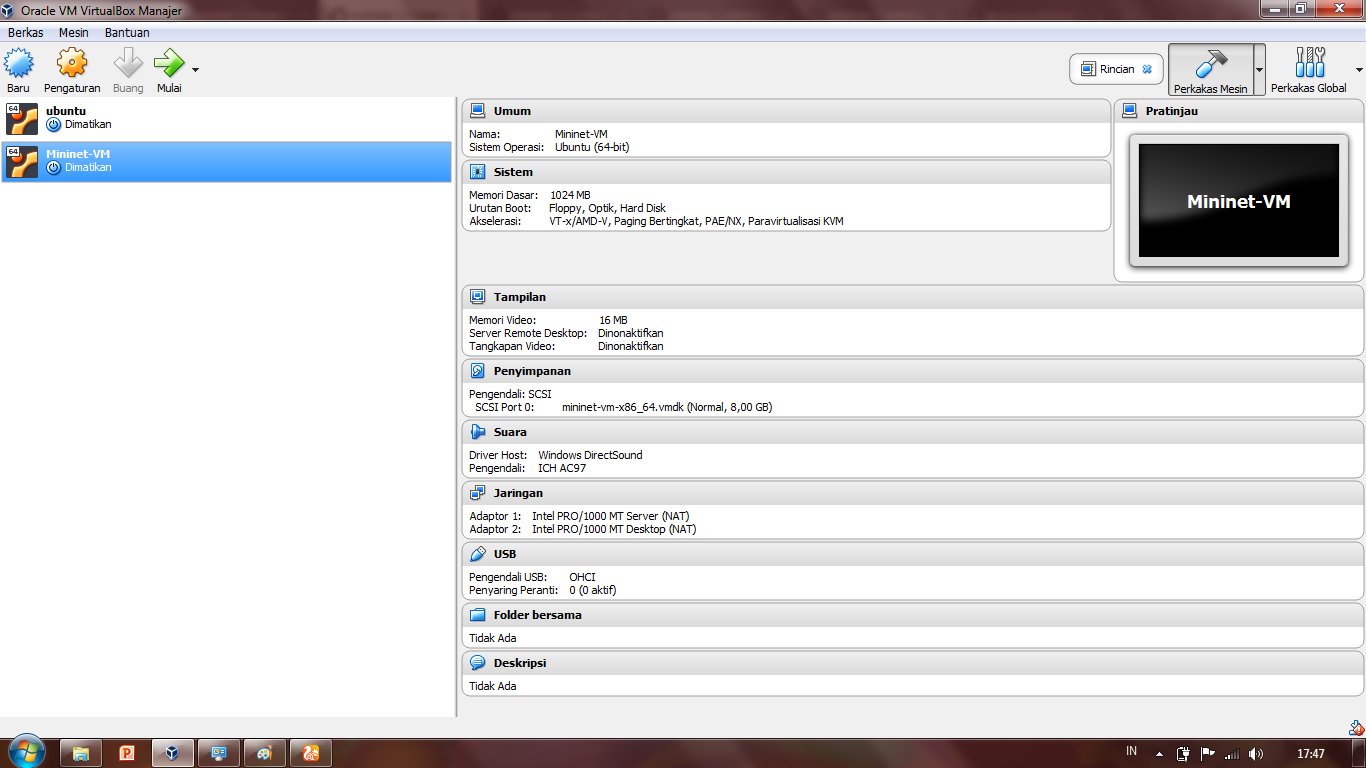 Oracle VM VirtualBox Manajer
Berkas Mesin Bantuan
Baru Pengaturan Buang Mulai
Rincian Perkakas Mesin Perkakas Global
64 ubuntu
Dimatikan
64 Mininet-VM
Dimatikan
Umum
Nama: Mininet-VM
Sistem Operasi: Ubuntu (64-bit)
Pratinjau
Mininet-VM
Sistem
Memori Dasar: 1024 MB
Urutan Boot: Floppy, Optik, Hard Disk
Akselerasi: VT-x/AMD-V, Paging Bertingkat, PAE/NX, Paravirtualisasi KVM
Tampilan
Memori Video: 16 MB
Server Remote Desktop: Dinonaktifkan
Tangkapan Video: Dinonaktifkan
Penyimpanan
Pengendali: SCSI
SCSI Port 0: mininet-vm-x86_64.vmdk (Normal, 8,00 GB)
Suara
Driver Host: Windows DirectSound
Pengendali: ICH AC97
Jaringan
Adaptor 1: Intel PRO/1000 MT Server (NAT)
Adaptor 2: Intel PRO/1000 MT Desktop (NAT)
USB
Pengendali USB: OHCI
Penyaring Peranti: 0 (0 aktif)
Folder bersama
Tidak Ada
Deskripsi
Tidak Ada
IN 17:47